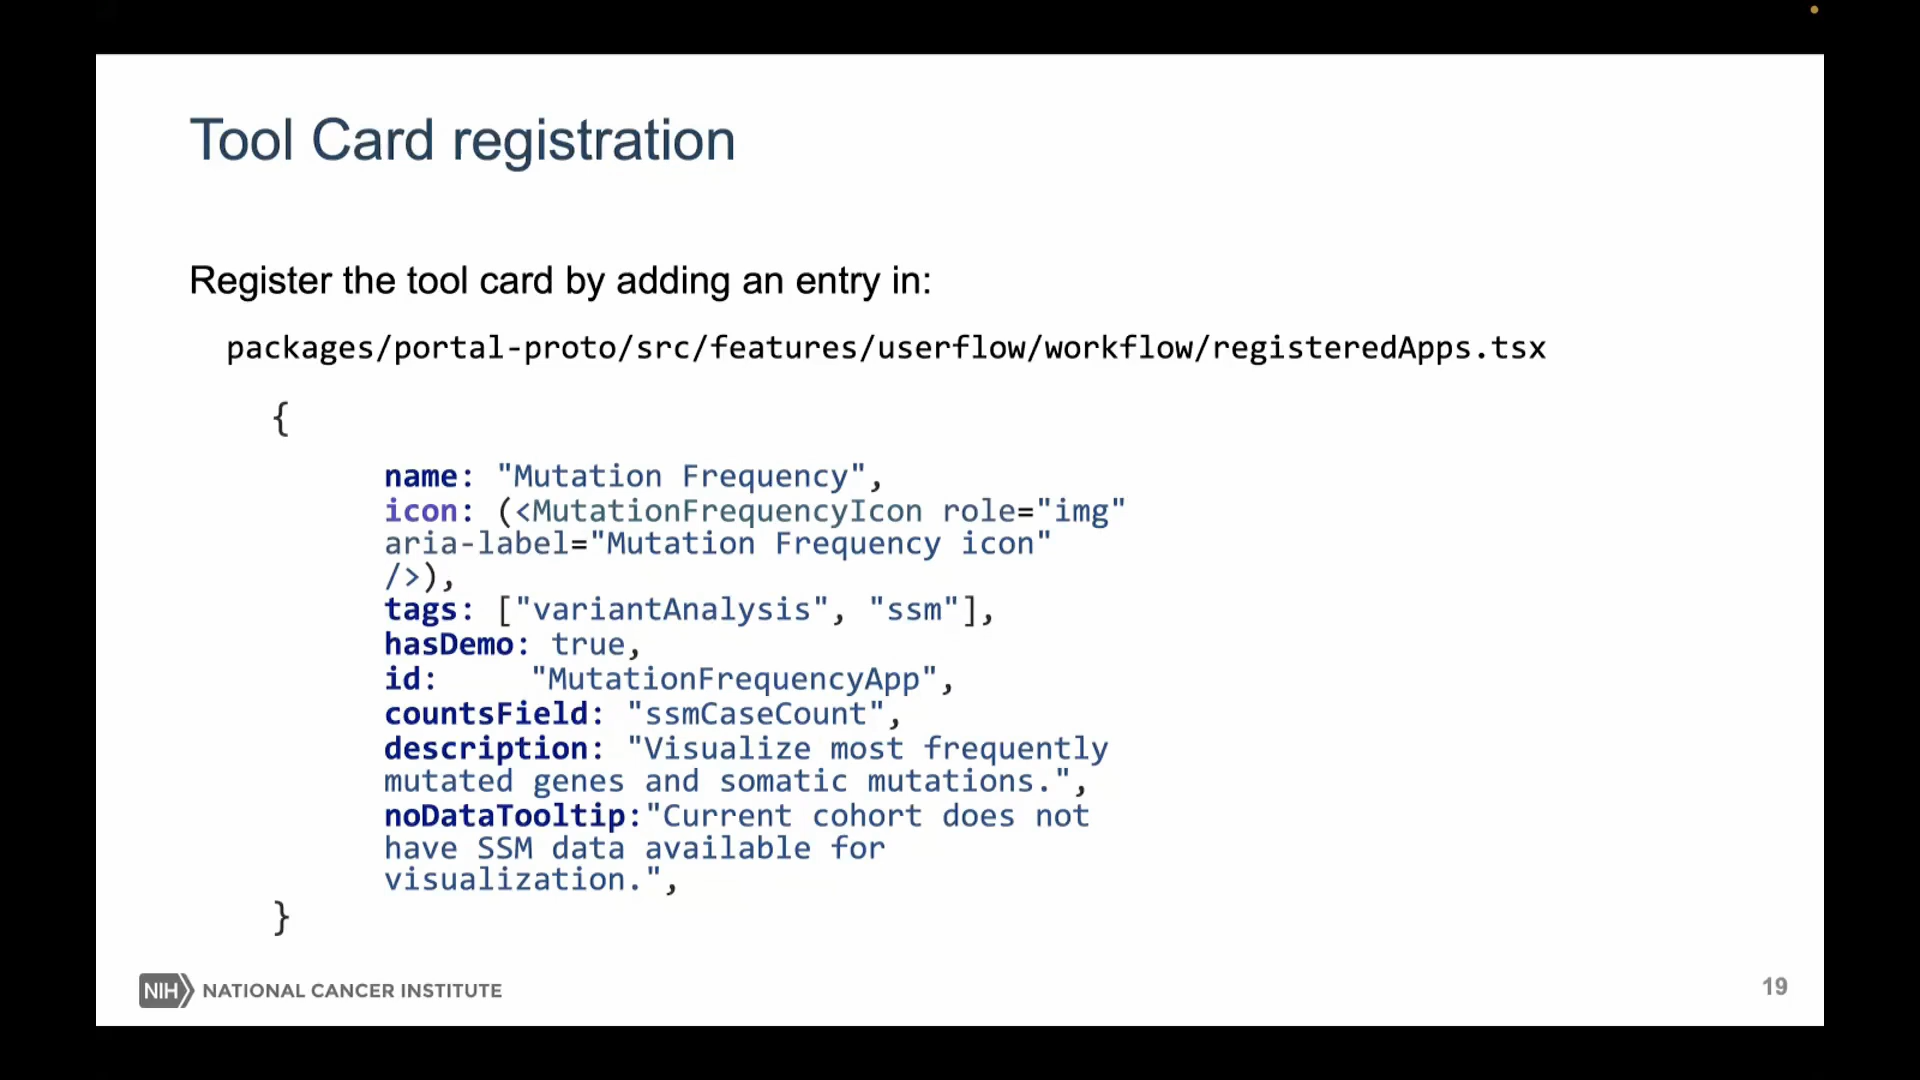 Tool Card registration
Register the tool card by adding an entry in:
packages/portal-proto/src/features/userflow/workflow/registeredApps.tsx
{
name: "Mutation Frequency",
icon: (<MutationFrequencyIcon role="img"
aria-label="Mutation Frequency icon"
/>),
tags: ["variantAnalysis", "ssm"],
hasDemo: true,
id: "MutationFrequencyApp",
countsField: "ssmCaseCount",
description: "Visualize most frequently
mutated genes and somatic mutations.",
noDataTooltip:"Current cohort does not
have SSM data available for
visualization.",
}
NIH NATIONAL CANCER INSTITUTE
19